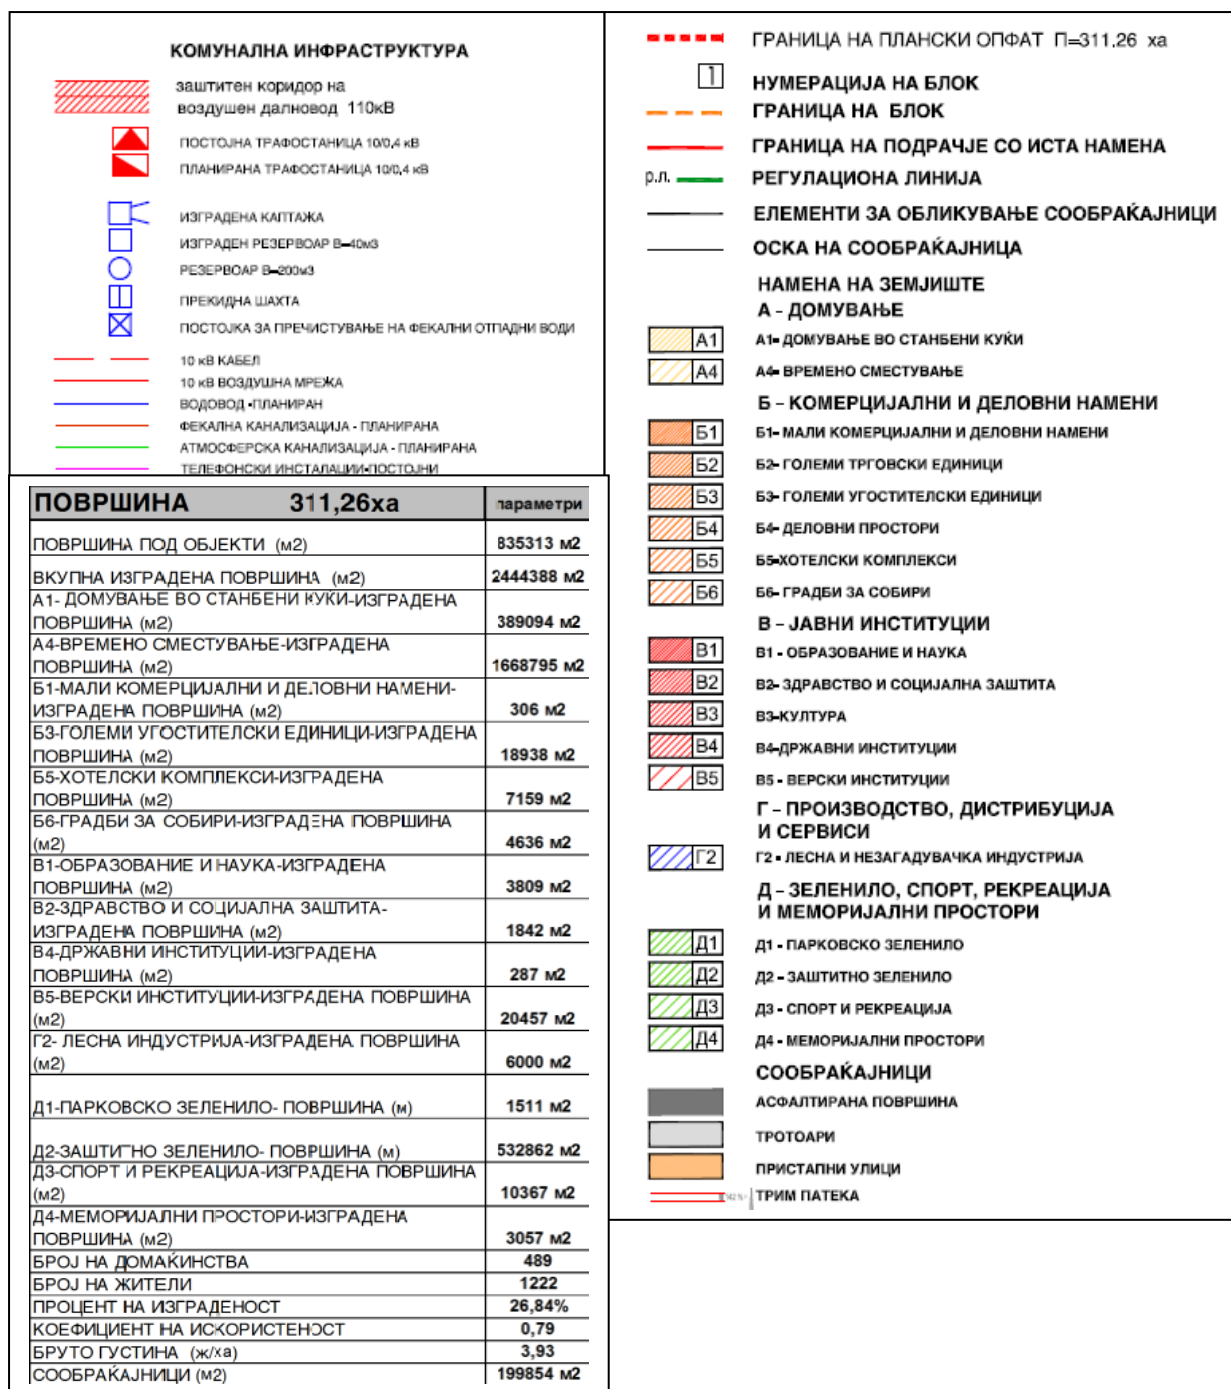 КОМУНАЛНА ИНФРАСТРУКТУРА
заштитен коридор на
воздушен далновод 110кВ
ПОСТОЈНА ТРАФОСТАНИЦА 10/0,4 кВ
ПЛАНИРАНА ТРАФОСТАНИЦА 10/0,4 кВ
ИЗГРАДЕНА КАПТАЖА
ИЗГРАДЕН РЕЗЕРВОАР В=40м3
РЕЗЕРВОАР В=200м3
ПРЕКИДНА ШАХТА
ПОСТОЈКА ЗА ПРЕЧИСТУВАЊЕ НА ФЕКАЛНИ ОТПАДНИ ВОДИ
10 кВ КАБЕЛ
10 кВ ВОЗДУШНА МРЕЖА
ВОДОВОД -ПЛАНИРАН
ФЕКАЛНА КАНАЛИЗАЦИЈА - ПЛАНИРАНА
АТМОСФЕРСКА КАНАЛИЗАЦИЈА - ПЛАНИРАНА
ТЕЛЕФОНСКИ ИНСТАЛАЦИИ-ПОСТОЈНИ
ПОВРШИНА 311,26ха параметри
ПОВРШИНА ПОД ОБЈЕКТИ (м2) 835313 м2
ВКУПНА ИЗГРАДЕНА ПОВРШИНА (м2) 2444388 м2
А1- ДОМУВАЊЕ ВО СТАНБЕНИ КУЌИ-ИЗГРАДЕНА
ПОВРШИНА (м2) 389094 м2
А4-ВРЕМЕНО СМЕСТУВАЊЕ-ИЗГРАДЕНА
ПОВРШИНА (м2) 1668795 м2
Б1-МАЛИ КОМЕРЦИЈАЛНИ И ДЕЛОВНИ НАМЕНИ-
ИЗГРАДЕНА ПОВРШИНА (м2) 306 м2
Б3-ГОЛЕМИ УГОСТИТЕЛСКИ ЕДИНИЦИ-ИЗГРАДЕНА
ПОВРШИНА (м2) 18938 м2
Б5-ХОТЕЛСКИ КОМПЛЕКСИ-ИЗГРАДЕНА
ПОВРШИНА (м2) 7159 м2
Б6-ГРАДБИ ЗА СОБИРИ-ИЗГРАДЕНА ПОВРШИНА
(м2) 4636 м2
В1-ОБРАЗОВАНИЕ И НАУКА-ИЗГРАДЕНА
ПОВРШИНА (м2) 3809 м2
В2-ЗДРАВСТВО И СОЦИЈАЛНА ЗАШТИТА-
ИЗГРАДЕНА ПОВРШИНА (м2) 1842 м2
В4-ДРЖАВНИ ИНСТИТУЦИИ-ИЗГРАДЕНА
ПОВРШИНА (м2) 287 м2
В5-ВЕРСКИ ИНСТИТУЦИИ-ИЗГРАДЕНА ПОВРШИНА
(м2) 20457 м2
Г2- ЛЕСНА ИНДУСТРИЈА-ИЗГРАДЕНА ПОВРШИНА
(м2) 6000 м2
Д1-ПАРКОВСКО ЗЕЛЕНИЛО- ПОВРШИНА (м) 1511 м2
Д2-ЗАШТИТНО ЗЕЛЕНИЛО- ПОВРШИНА (м) 532862 м2
Д3-СПОРТ И РЕКРЕАЦИЈА-ИЗГРАДЕНА ПОВРШИНА
(м2) 10367 м2
Д4-МЕМОРИЈАЛНИ ПРОСТОРИ-ИЗГРАДЕНА
ПОВРШИНА (м2) 3057 м2
БРОЈ НА ДОМАЌИНСТВА 489
БРОЈ НА ЖИТЕЛИ 1222
ПРОЦЕНТ НА ИЗГРАДЕНОСТ 26,84%
КОЕФИЦИЕНТ НА ИСКОРИСТЕНОСТ 0,79
БРУТО ГУСТИНА (ж/ха) 3,93
СООБРАЌАЈНИЦИ (м2) 199854 м2
ГРАНИЦА НА ПЛАНСКИ ОПФАТ П=311,26 ха
1 НУМЕРАЦИЈА НА БЛОК
ГРАНИЦА НА БЛОК
ГРАНИЦА НА ПОДРАЧЈЕ СО ИСТА НАМЕНА
р.л. РЕГУЛАЦИОНА ЛИНИЈА
ЕЛЕМЕНТИ ЗА ОБЛИКУВАЊЕ СООБРАЌАЈНИЦИ
ОСКА НА СООБРАЌАЈНИЦА
НАМЕНА НА ЗЕМЈИШТЕ
А - ДОМУВАЊЕ
А1 А1- ДОМУВАЊЕ ВО СТАНБЕНИ КУЌИ
А4 А4- ВРЕМЕНО СМЕСТУВАЊЕ
Б - КОМЕРЦИЈАЛНИ И ДЕЛОВНИ НАМЕНИ
Б1 Б1- МАЛИ КОМЕРЦИЈАЛНИ И ДЕЛОВНИ НАМЕНИ
Б2 Б2- ГОЛЕМИ ТРГОВСКИ ЕДИНИЦИ
Б3 Б3- ГОЛЕМИ УГОСТИТЕЛСКИ ЕДИНИЦИ
Б4 Б4- ДЕЛОВНИ ПРОСТОРИ
Б5 Б5-ХОТЕЛСКИ КОМПЛЕКСИ
Б6 Б6- ГРАДБИ ЗА СОБИРИ
В - ЈАВНИ ИНСТИТУЦИИ
В1 В1 - ОБРАЗОВАНИЕ И НАУКА
В2 В2- ЗДРАВСТВО И СОЦИЈАЛНА ЗАШТИТА
В3 В3-КУЛТУРА
В4 В4-ДРЖАВНИ ИНСТИТУЦИИ
В5 В5 - ВЕРСКИ ИНСТИТУЦИИ
Г - ПРОИЗВОДСТВО, ДИСТРИБУЦИЈА
И СЕРВИСИ
Г2 Г2 - ЛЕСНА И НЕЗАГАДУВАЧКА ИНДУСТРИЈА
Д - ЗЕЛЕНИЛО, СПОРТ, РЕКРЕАЦИЈА
И МЕМОРИЈАЛНИ ПРОСТОРИ
Д1 Д1 - ПАРКОВСКО ЗЕЛЕНИЛО
Д2 Д2 - ЗАШТИТНО ЗЕЛЕНИЛО
Д3 Д3 - СПОРТ И РЕКРЕАЦИЈА
Д4 Д4 - МЕМОРИЈАЛНИ ПРОСТОРИ
СООБРАЌАЈНИЦИ
АСФАЛТИРАНА ПОВРШИНА
ТРОТОАРИ
ПРИСТАПНИ УЛИЦИ
ТРИМ ПАТЕКА